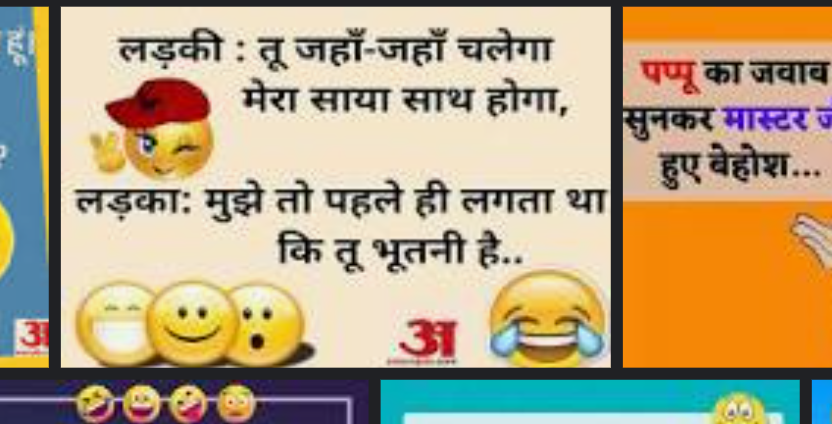 हूं।
लड़की : तू जहाँ-जहाँ चलेगा
मेरा साया साथ होगा,
लड़का: मुझे तो पहले ही लगता था
कि तू भूतनी है..
अ
पप्पू का जवाब
सुनकर मास्टर
हुए बेहोश...